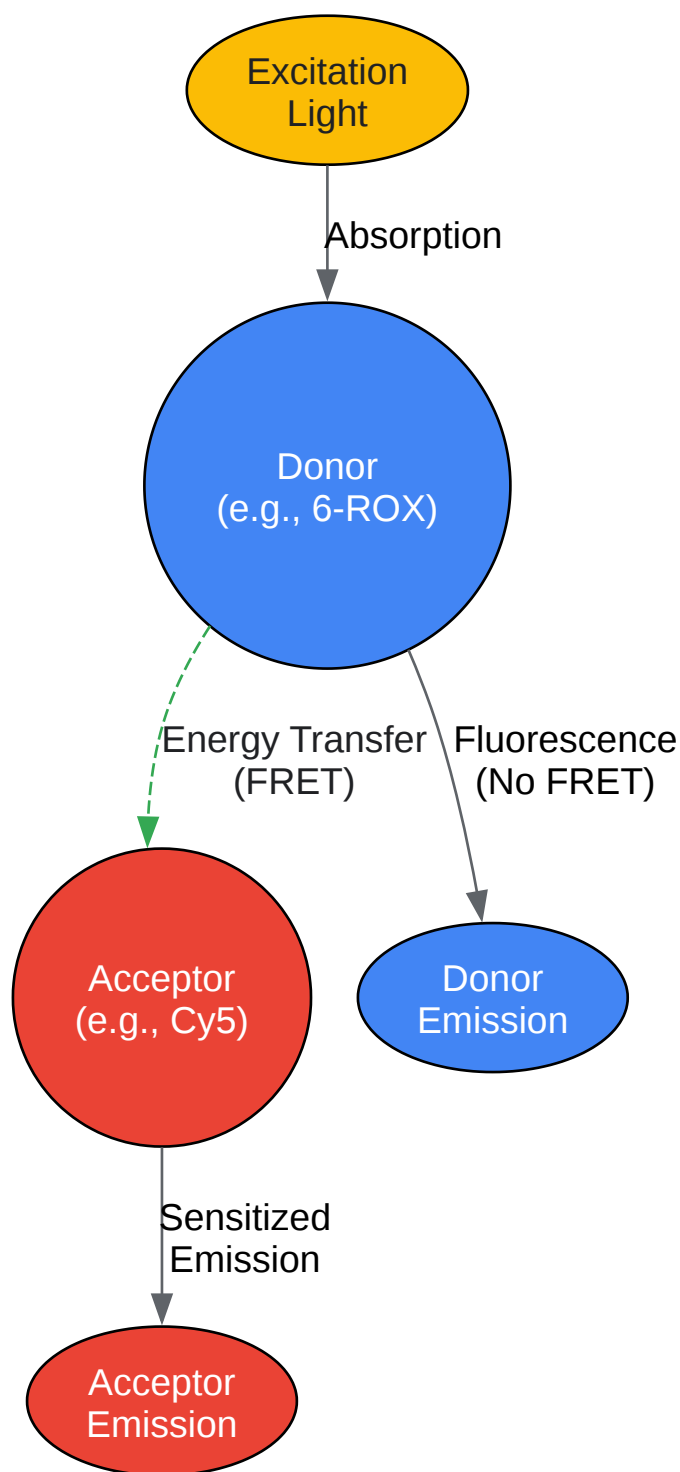 Excitation
Light
Absorption
Donor
(e.g., 6-ROX)
Energy Transfer
(FRET)
Fluorescence
(No FRET)
Acceptor
(e.g., Cy5)
Donor
Emission
Sensitized
Emission
Acceptor
Emission